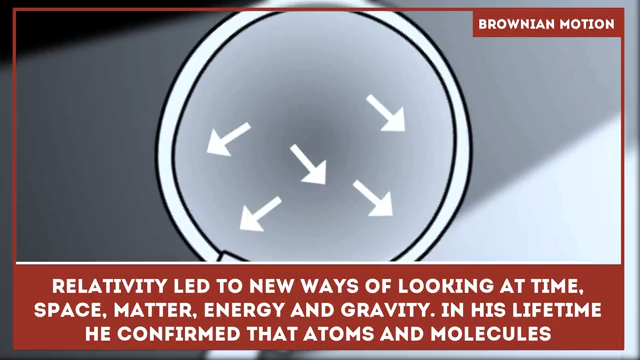 BROWNIAN MOTION
RELATIVITY LED TO NEW WAYS OF LOOKING AT TIME,
SPACE, MATTER, ENERGY AND GRAVITY. IN HIS LIFETIME
HE CONFIRMED THAT ATOMS AND MOLECULES